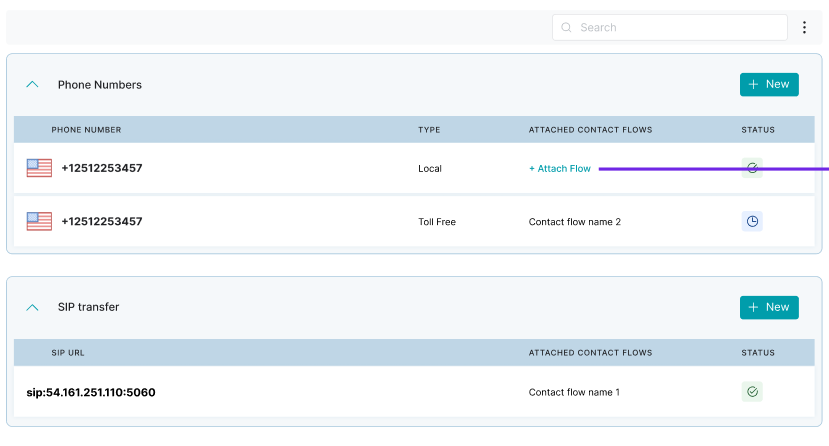 Search
Phone Numbers
+ New
PHONE NUMBER TYPE ATTACHED CONTACT FLOWS STATUS
+12512253457 Local + Attach Flow
+12512253457 Toll Free Contact flow name 2
SIP transfer
+ New
SIP URL ATTACHED CONTACT FLOWS STATUS
sip:54.161.251.110:5060 Contact flow name 1